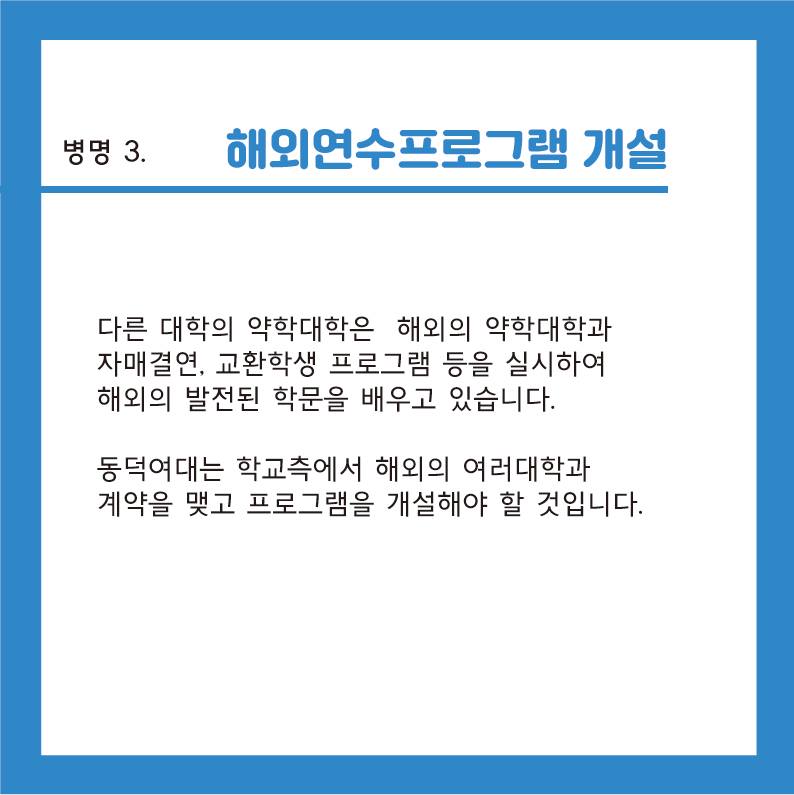 병명 3. 해외연수프로그램 개설
다른 대학의 약학대학은 해외의 약학대학과
자매결연, 교환학생 프로그램 등을 실시하여
해외의 발전된 학문을 배우고 있습니다.
동덕여대는 학교측에서 해외의 여러대학과
계약을 맺고 프로그램을 개설해야 할 것입니다.